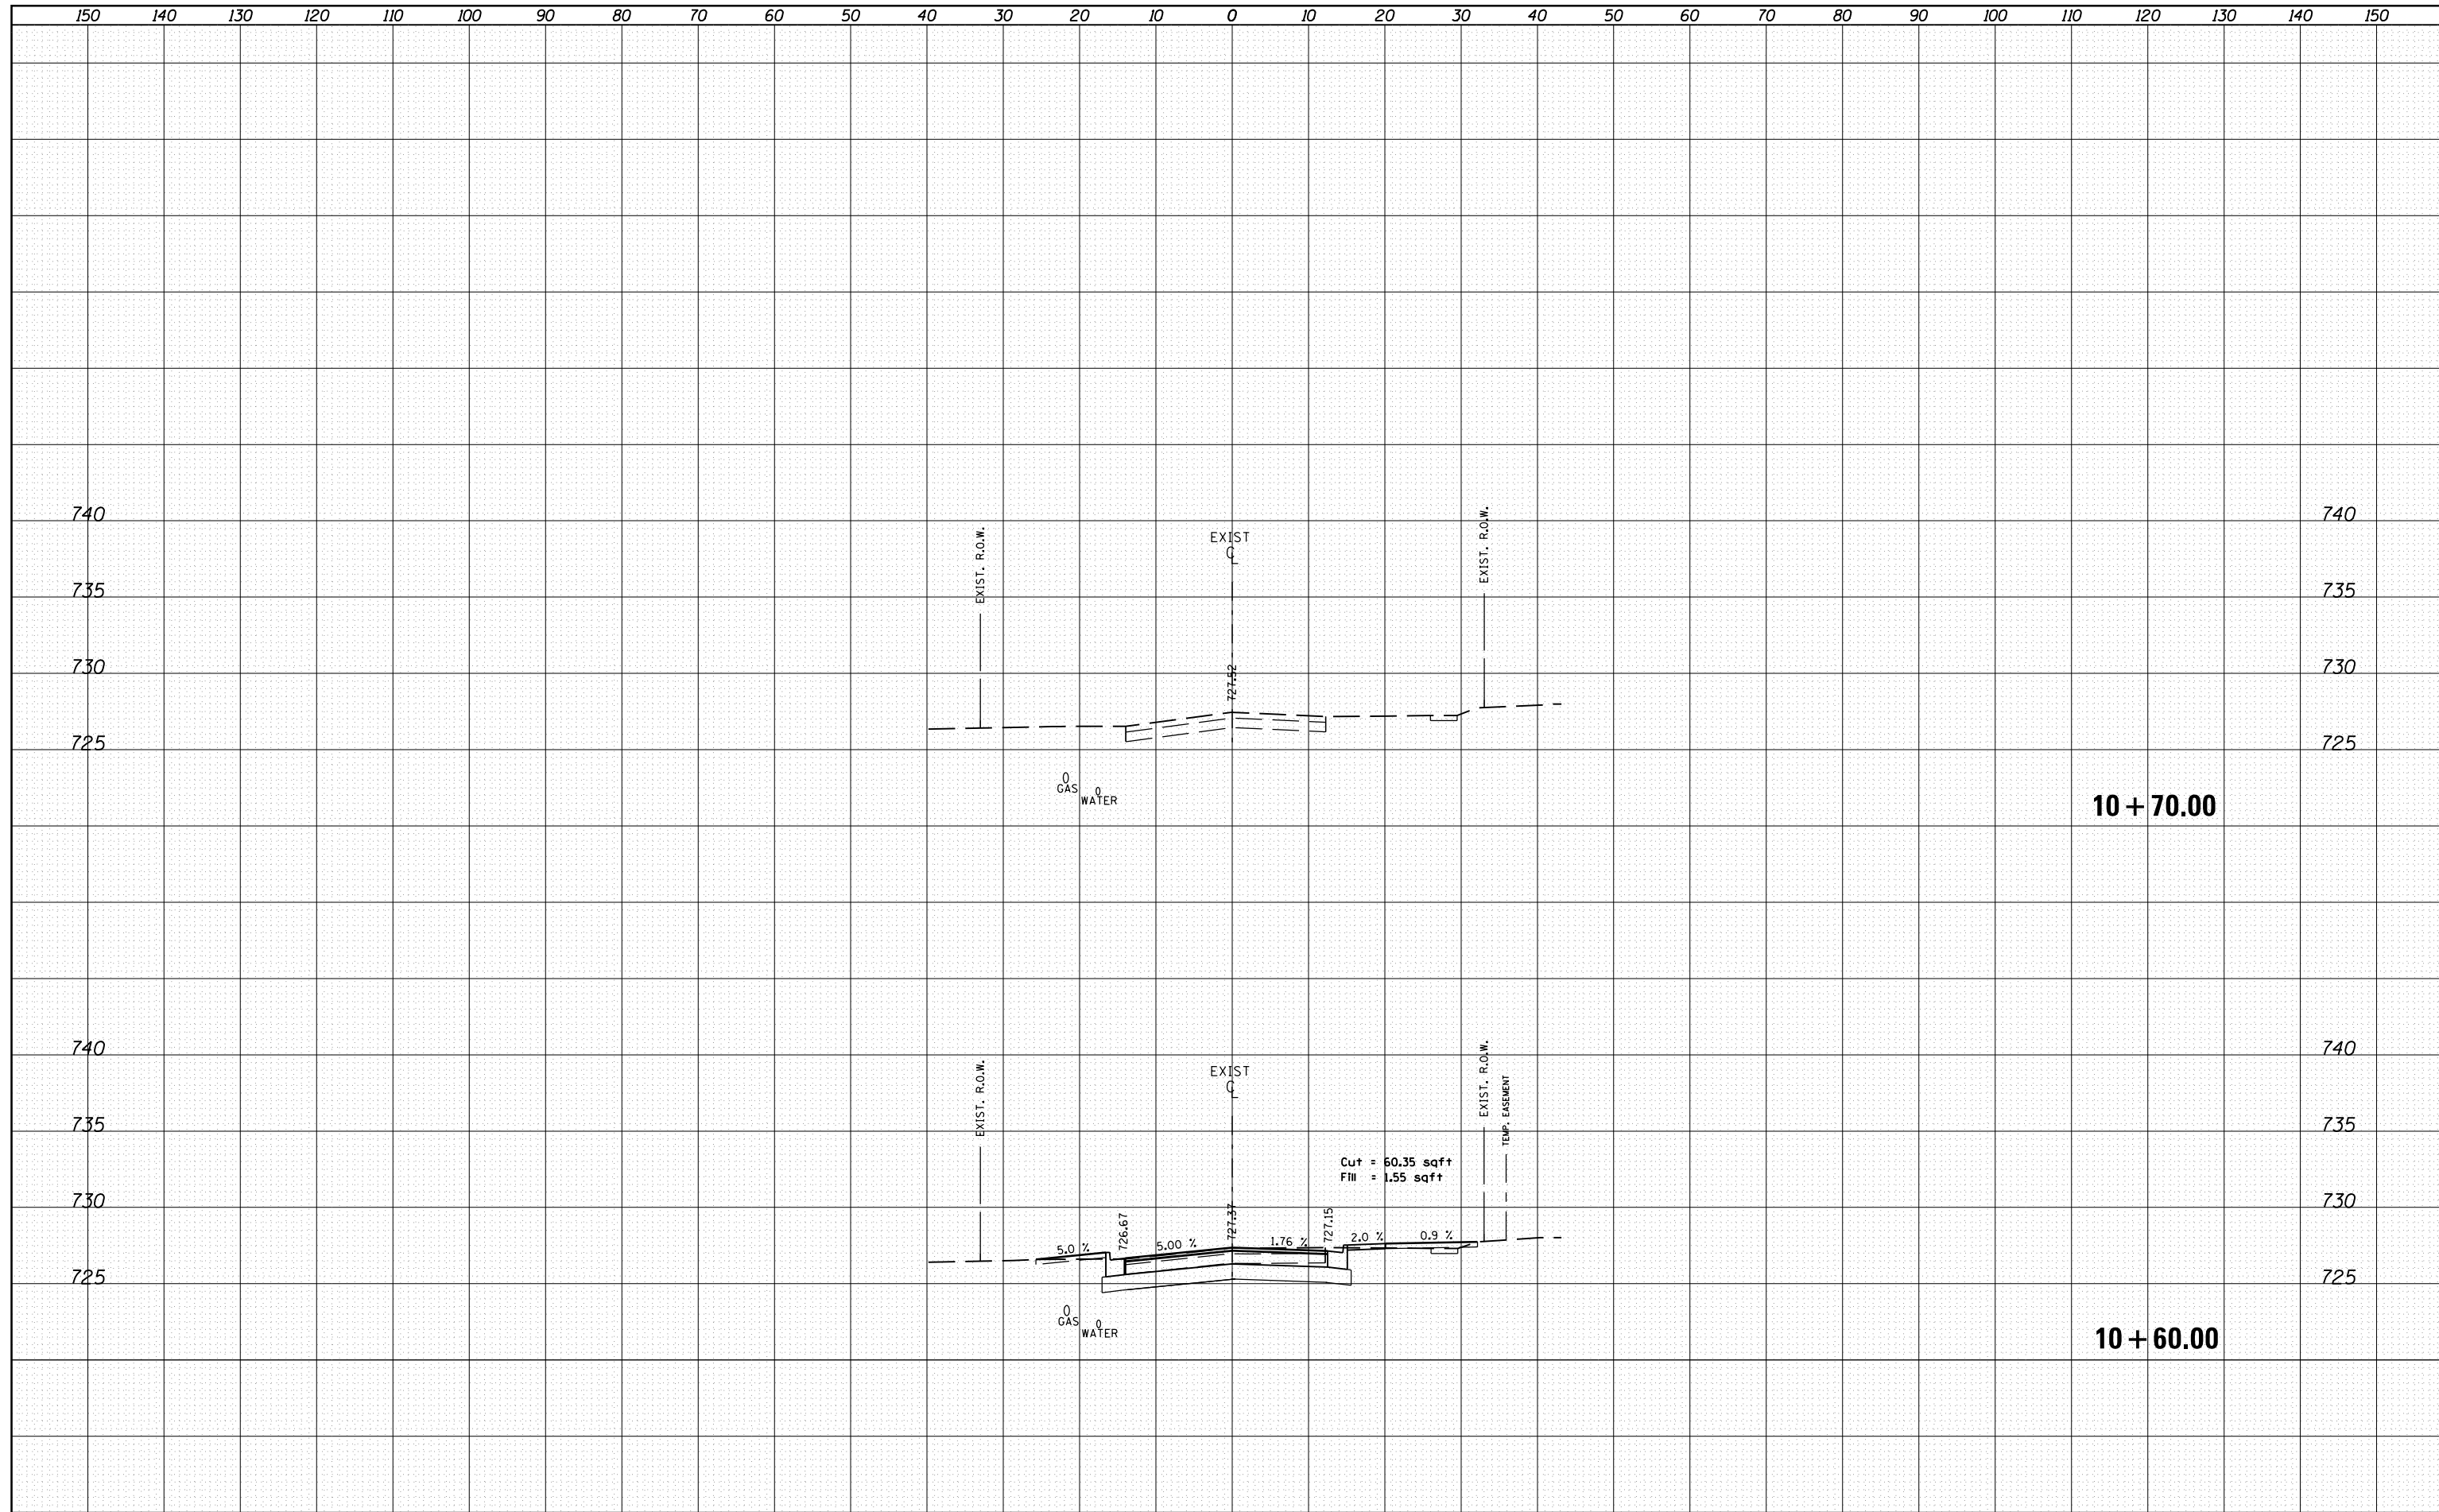 150 140 130 120 110 100 90 80 70 60 50 40 30 20 10 0 10 20 30 40 50 60 70 80 90 100 110 120 130 140 150
740 740
EXIST. R.O.W.
EXIST
℄
EXIST. R.O.W.
735 735
730 730
727.52
725 725
0
GAS
0
WATER
10+70.00
740 740
EXIST. R.O.W.
EXIST
℄
EXIST. R.O.W.
TEMP. EASEMENT
735 735
Cut = 60.35 sqft
Fill = 1.55 sqft
730 730
5.0 %
726.67
5.00 %
727.37
1.76 %
727.15
2.0 %
0.9 %
725 725
0
GAS
0
WATER
10+60.00